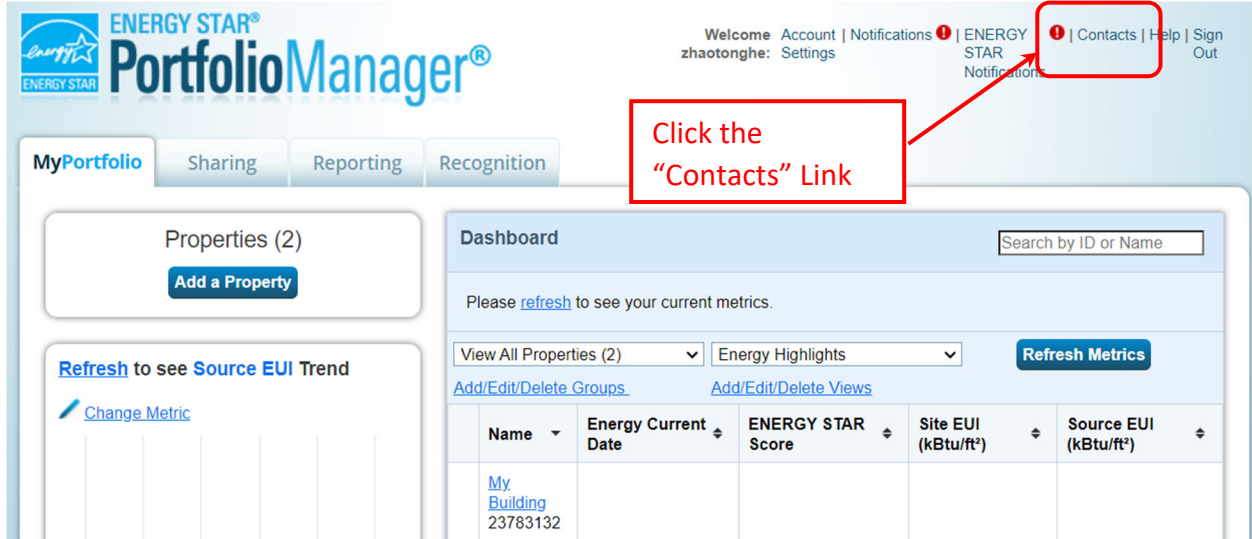 ENERGY STAR®
PortfolioManager®
energy
ENERGY STAR
Welcome zhaotonghe:
Account Settings | Notifications ! | ENERGY STAR Notifications ! | Contacts | Help | Sign Out
Click the
“Contacts” Link
MyPortfolio
Sharing
Reporting
Recognition
Properties (2)
Add a Property
Refresh to see Source EUI Trend
Change Metric
Dashboard
Search by ID or Name
Please refresh to see your current metrics.
View All Properties (2)
Energy Highlights
Refresh Metrics
Add/Edit/Delete Groups
Add/Edit/Delete Views
Name
Energy Current
Date
ENERGY STAR
Score
Site EUI
(kBtu/ft²)
Source EUI
(kBtu/ft²)
My
Building
23783132